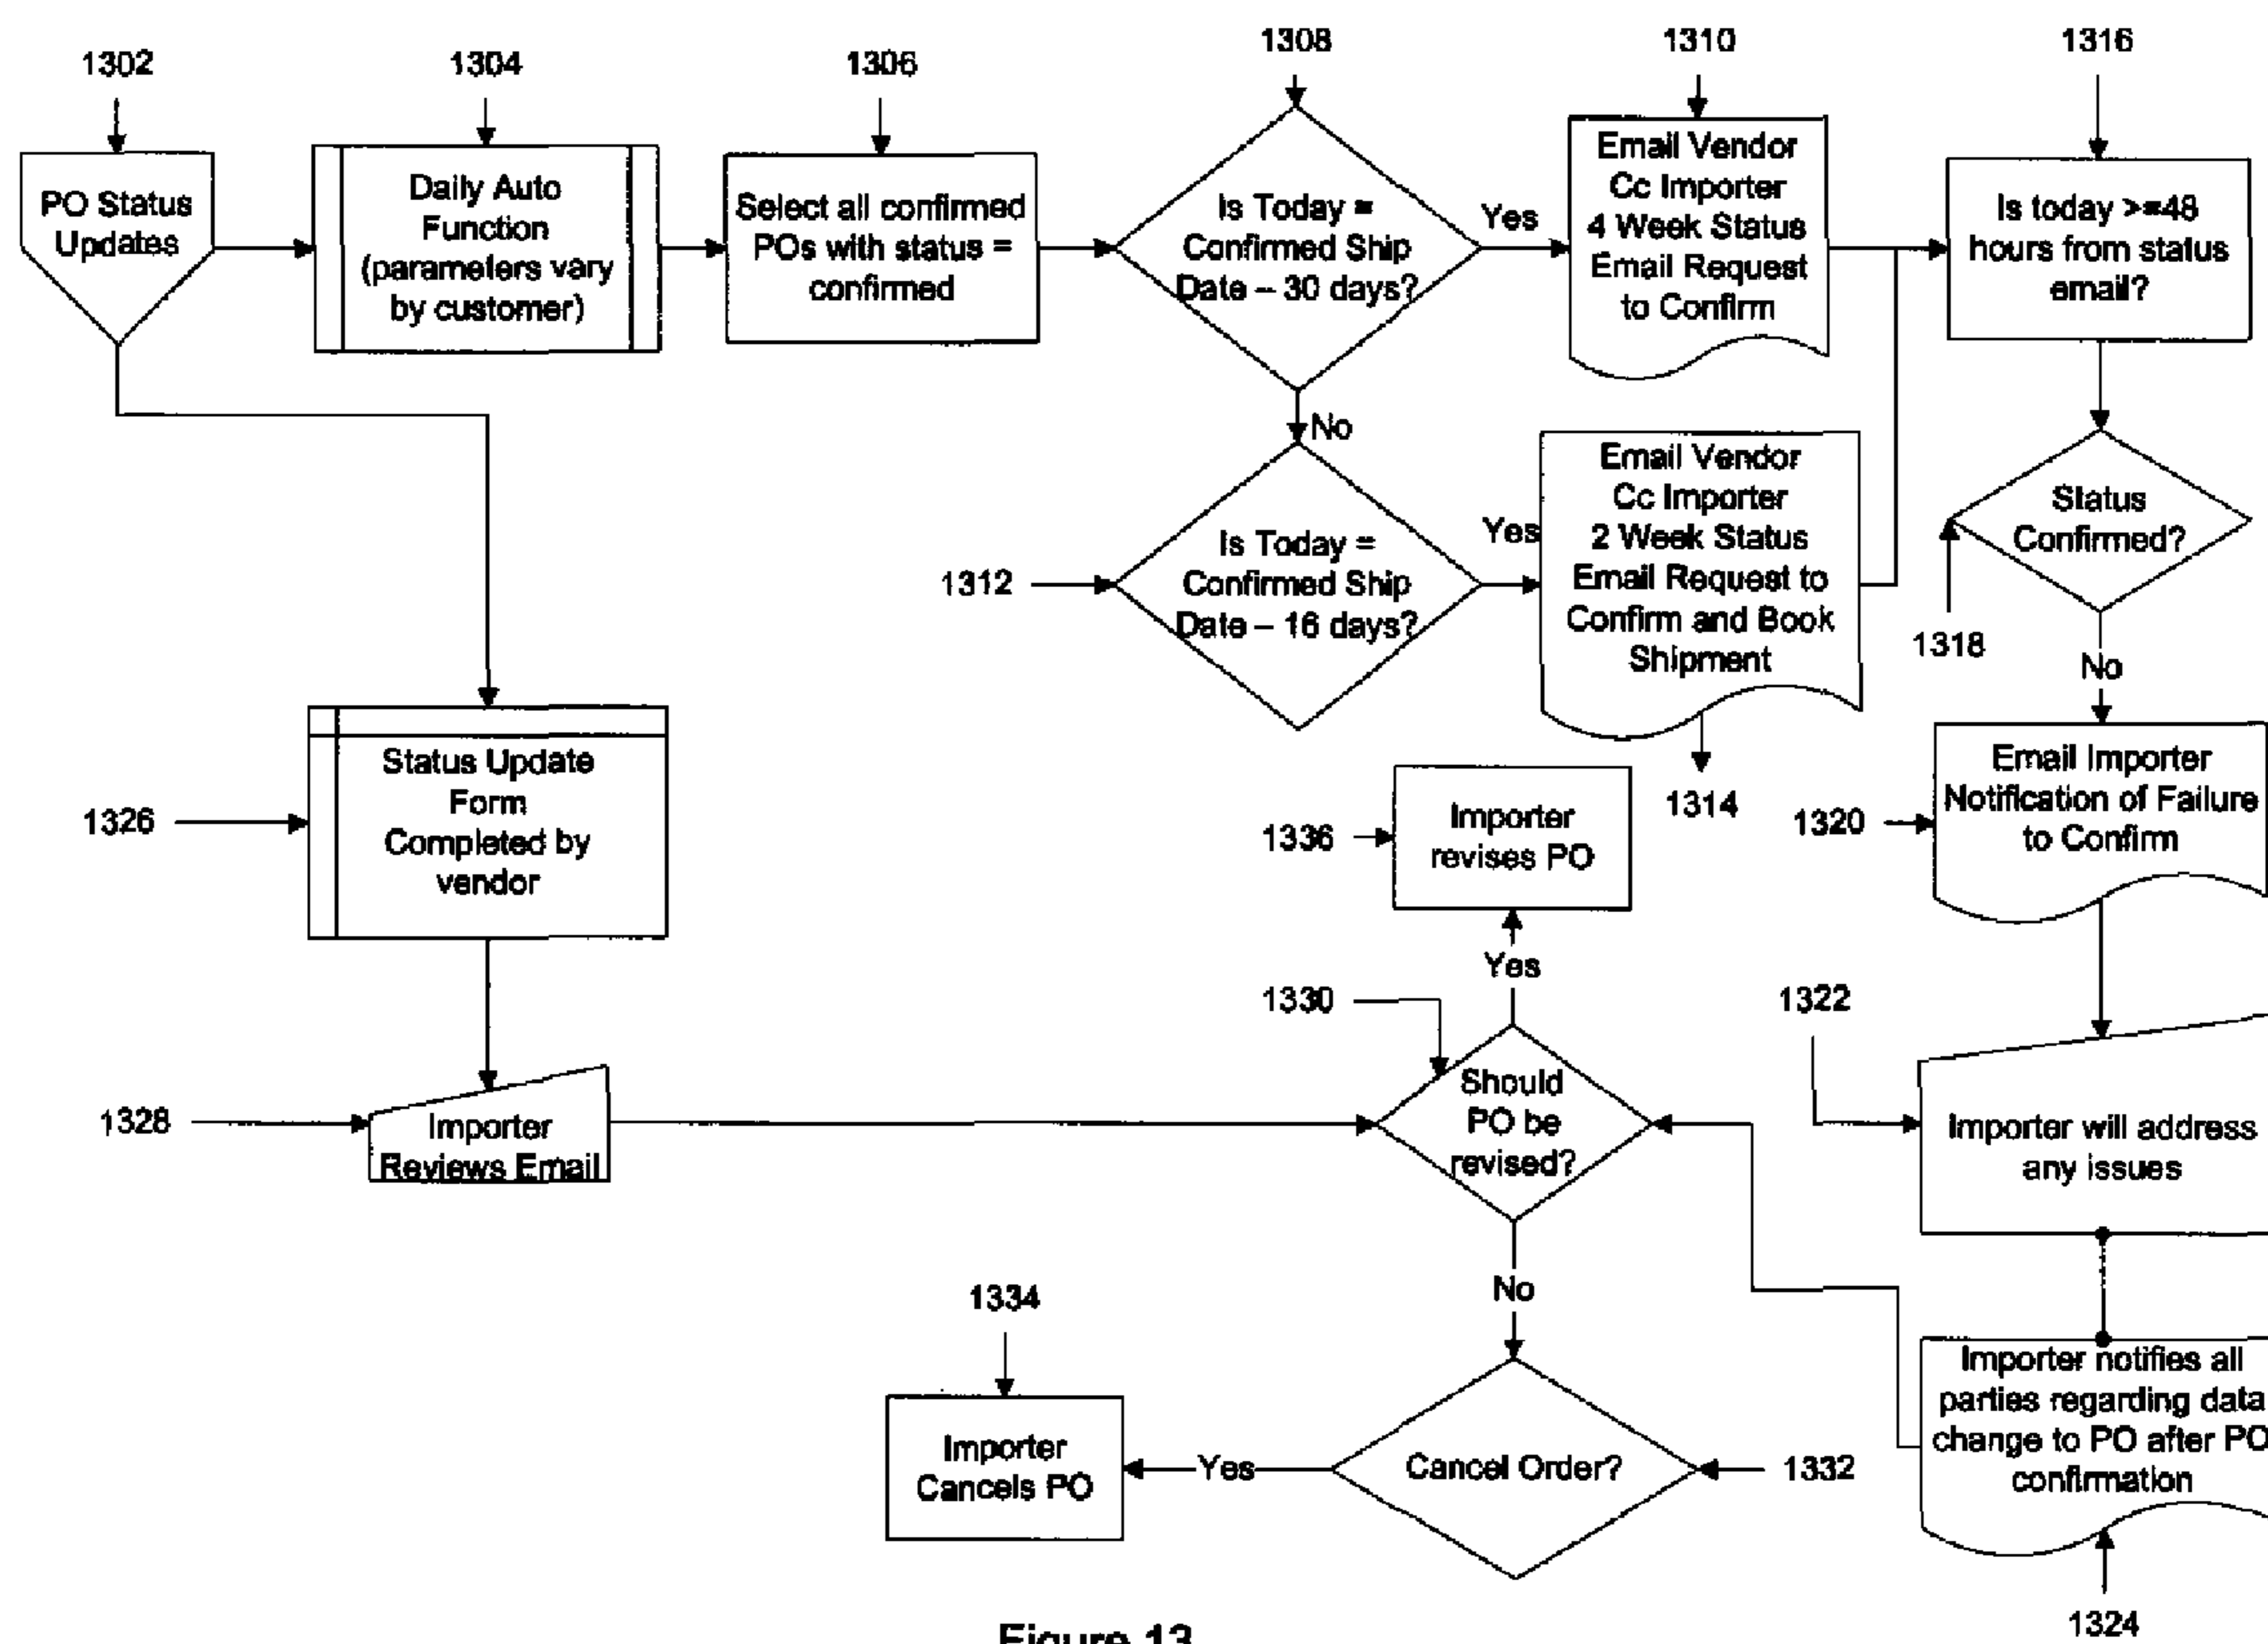 1302
1304
1306
1308
1310
1316
PO Status
Updates
Daily Auto
Function
(parameters vary
by customer)
Select all confirmed
POs with status =
confirmed
Is Today =
Confirmed Ship
Date – 30 days?
Yes
Email Vendor
Cc Importer
4 Week Status
Email Request
to Confirm
Is today >=48
hours from status
email?
No
1312
Is Today =
Confirmed Ship
Date – 16 days?
Yes
Email Vendor
Cc Importer
2 Week Status
Email Request to
Confirm and Book
Shipment
1314
Status
Confirmed?
1318
No
1320
Email Importer
Notification of Failure
to Confirm
1326
Status Update
Form
Completed by
vendor
1336
Importer
revises PO
Yes
1330
1322
1328
Importer
Reviews Email
Should
PO be
revised?
Importer will address
any issues
No
1334
Importer
Cancels PO
Yes
Cancel Order?
1332
Importer notifies all
parties regarding data
change to PO after PO
confirmation
1324
Figure 13